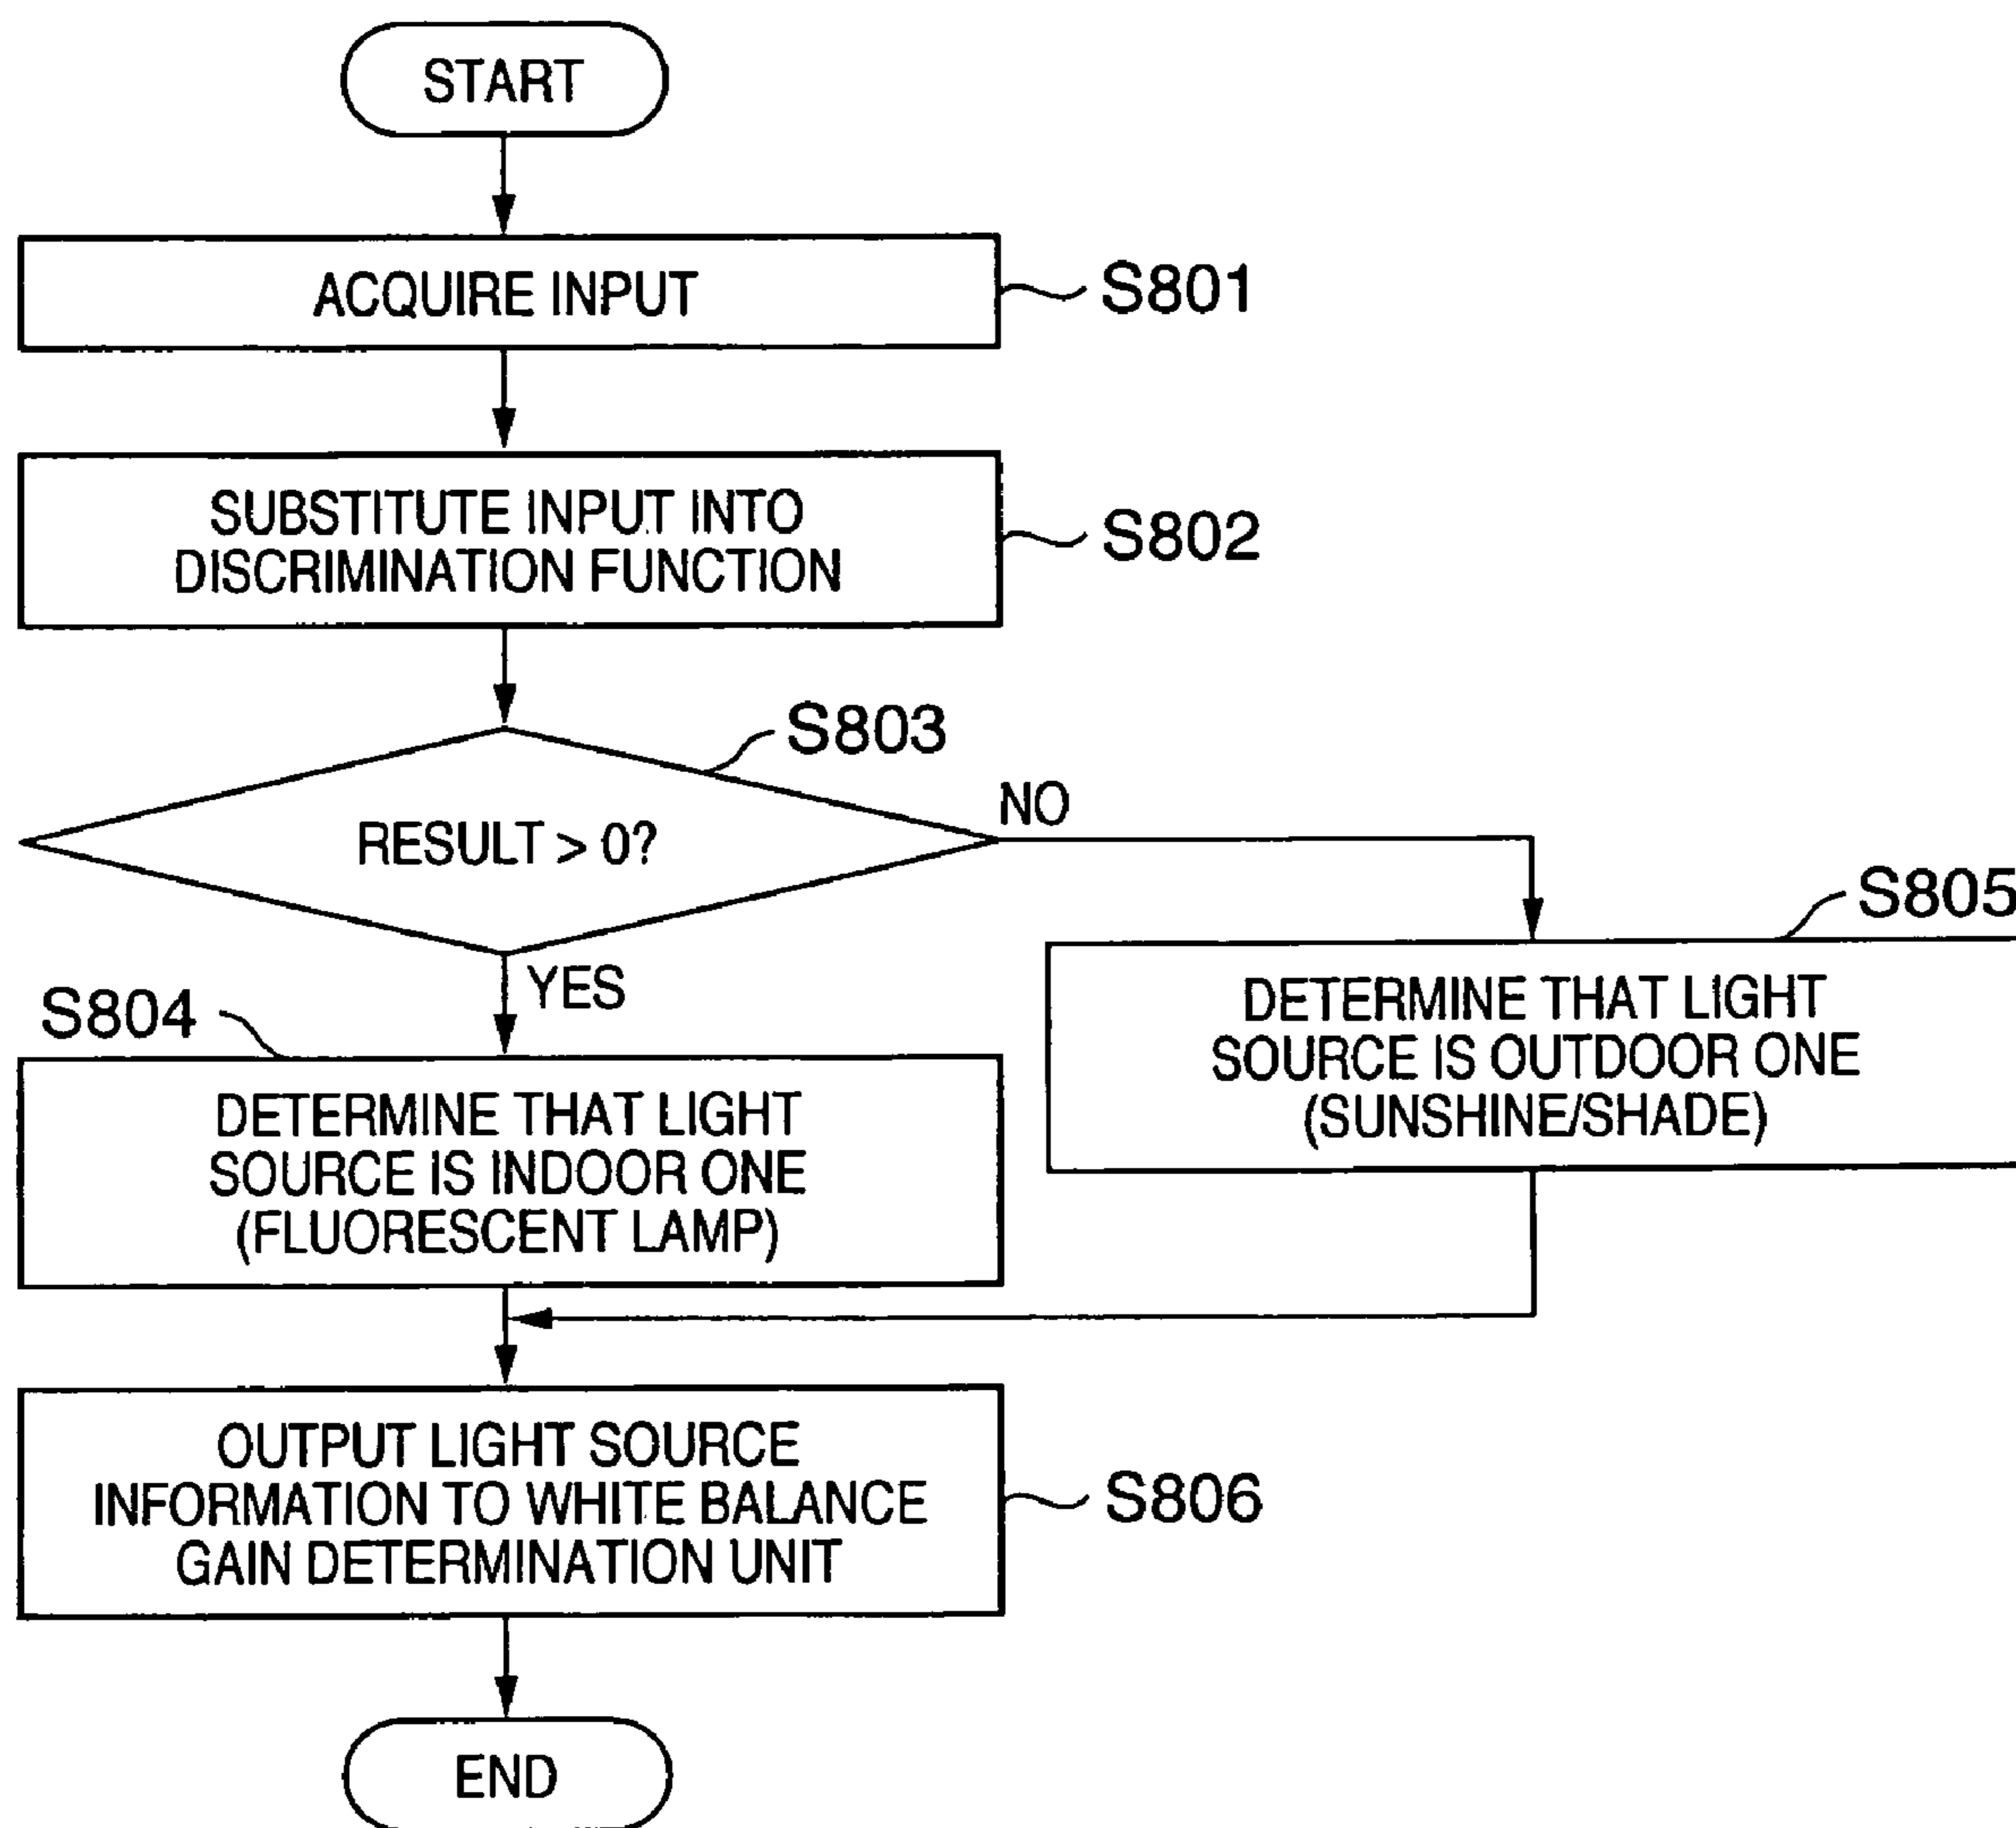 START
ACQUIRE INPUT
S801
SUBSTITUTE INPUT INTO
DISCRIMINATION FUNCTION
S802
S803
RESULT > 0?
NO
YES
S805
DETERMINE THAT LIGHT
SOURCE IS OUTDOOR ONE
(SUNSHINE/SHADE)
S804
DETERMINE THAT LIGHT
SOURCE IS INDOOR ONE
(FLUORESCENT LAMP)
OUTPUT LIGHT SOURCE
INFORMATION TO WHITE BALANCE
GAIN DETERMINATION UNIT
S806
END